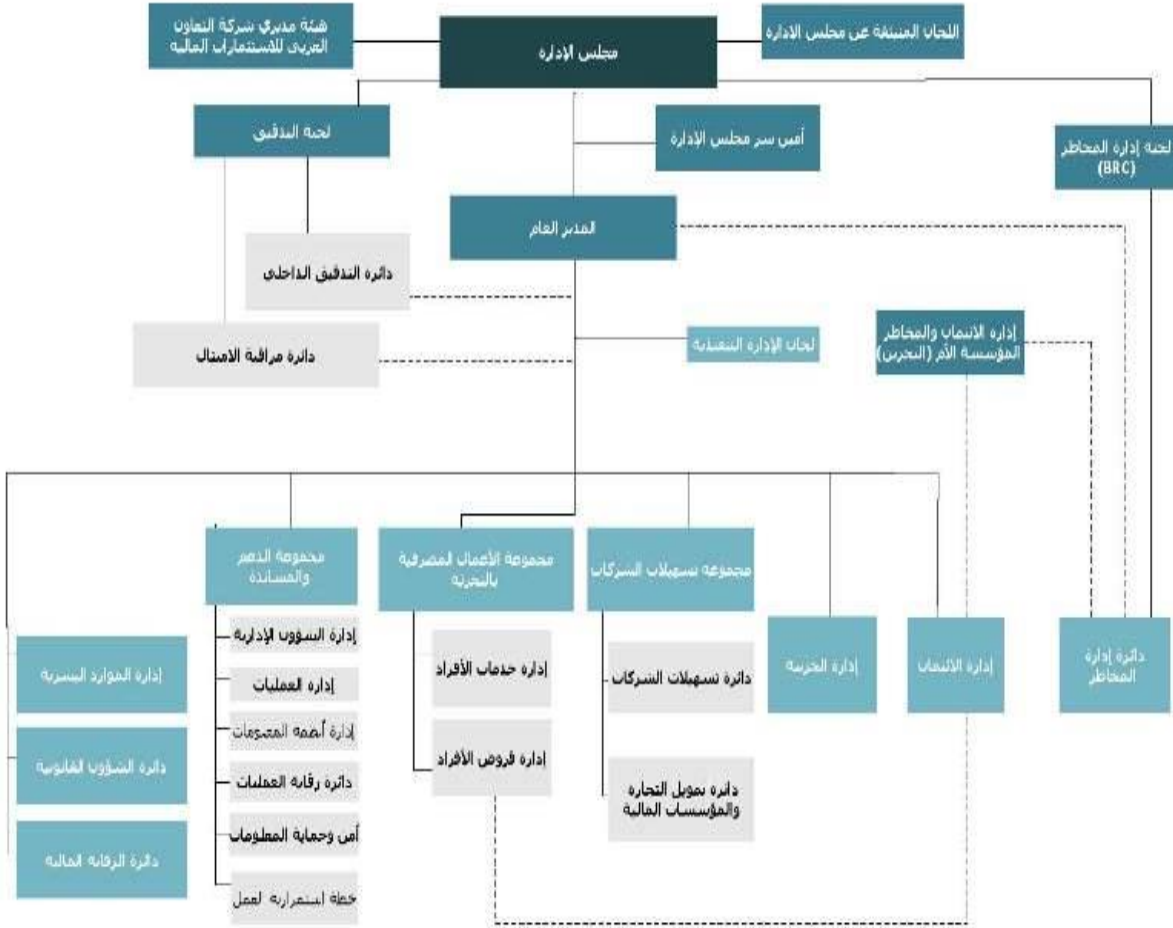 هيئة مديري شركة التعاون
العربي للاستثمارات المالية
مجلس الإدارة
اللجان المنبثقة عن مجلس الادارة
لجنة التدقيق
أمين سر مجلس الإدارة
لجنة إدارة المخاطر
(BRC)
المدير العام
دائرة التدقيق الداخلي
دائرة مراقبة الامتثال
لجان الإدارة التنفيذية
إدارة الائتمان والمخاطر
المؤسسة الأم (البحرين)
مجموعة الدعم
والمساندة
مجموعة الأعمال المصرفية
بالتجزئة
مجموعة تسهيلات الشركات
إدارة الموارد البشرية
دائرة الشؤون القانونية
دائرة الرقابة المالية
إدارة الشؤون الإدارية
إدارة العمليات
إدارة أنظمة المعلومات
دائرة رقابة العمليات
أمن وحماية المعلومات
خطة استمرارية العمل
إدارة خدمات الأفراد
إدارة قروض الأفراد
دائرة تسهيلات الشركات
دائرة تمويل التجارة
والمؤسسات المالية
إدارة الخزينة
إدارة الائتمان
دائرة إدارة
المخاطر